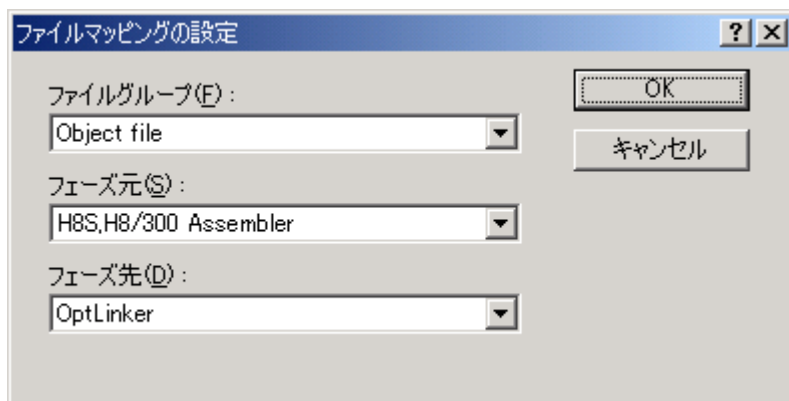 ファイルマッピングの設定
ファイルグループ(F):
Object file
フェーズ元(S):
H8S,H8/300 Assembler
フェーズ先(D):
OptLinker
OK
キャンセル